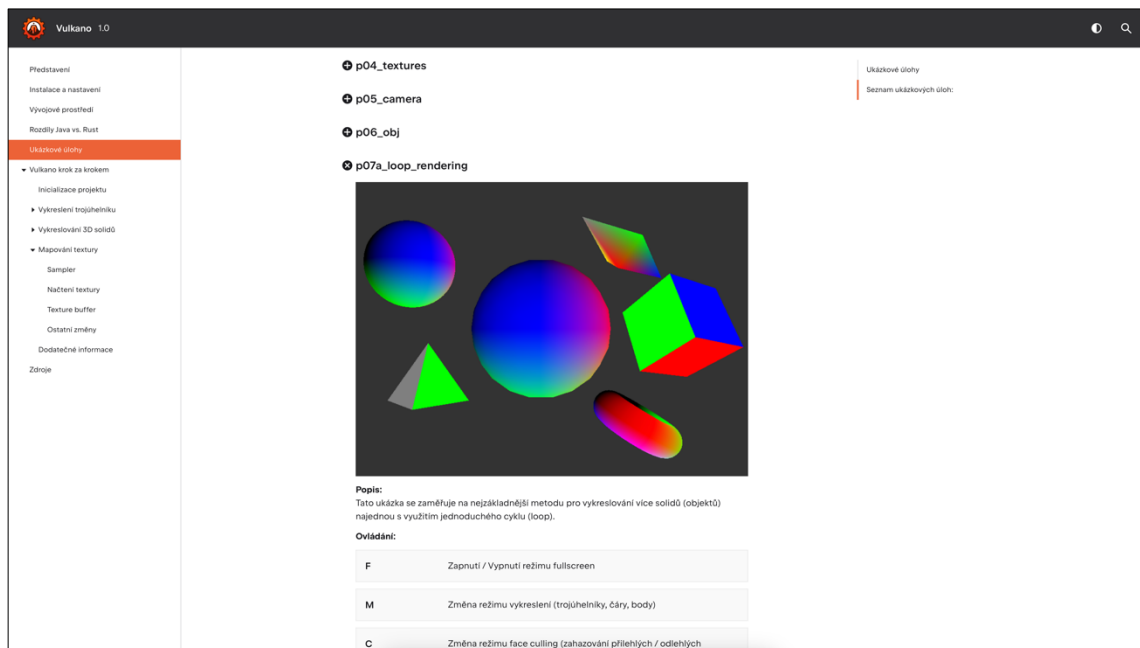 Vulkano 1.0
Představení
Instalace a nastavení
Vývojové prostředí
Rozdíly Java vs. Rust
Ukázkové úlohy
Vulkano krok za krokem
Inicializace projektu
Vykreslení trojúhelníku
Vykreslování 3D solidů
Mapování textury
Sampler
Načtení textury
Texture buffer
Ostatní změny
Dodatečné informace
Zdroje
p04_textures
p05_camera
p06_obj
p07a_loop_rendering
Popis:
Tato ukázka se zaměřuje na nejzákladnější metodu pro vykreslování více solidů (objektů)
najednou s využitím jednoduchého cyklu (loop).
Ovládání:
F Zapnutí / Vypnutí režimu fullscreen
M Změna režimu vykreslení (trojúhelníky, čáry, body)
C Změna režimu face culling (zahazování přilehlých / odlehlých
Ukázkové úlohy
Seznam ukázkových úloh: